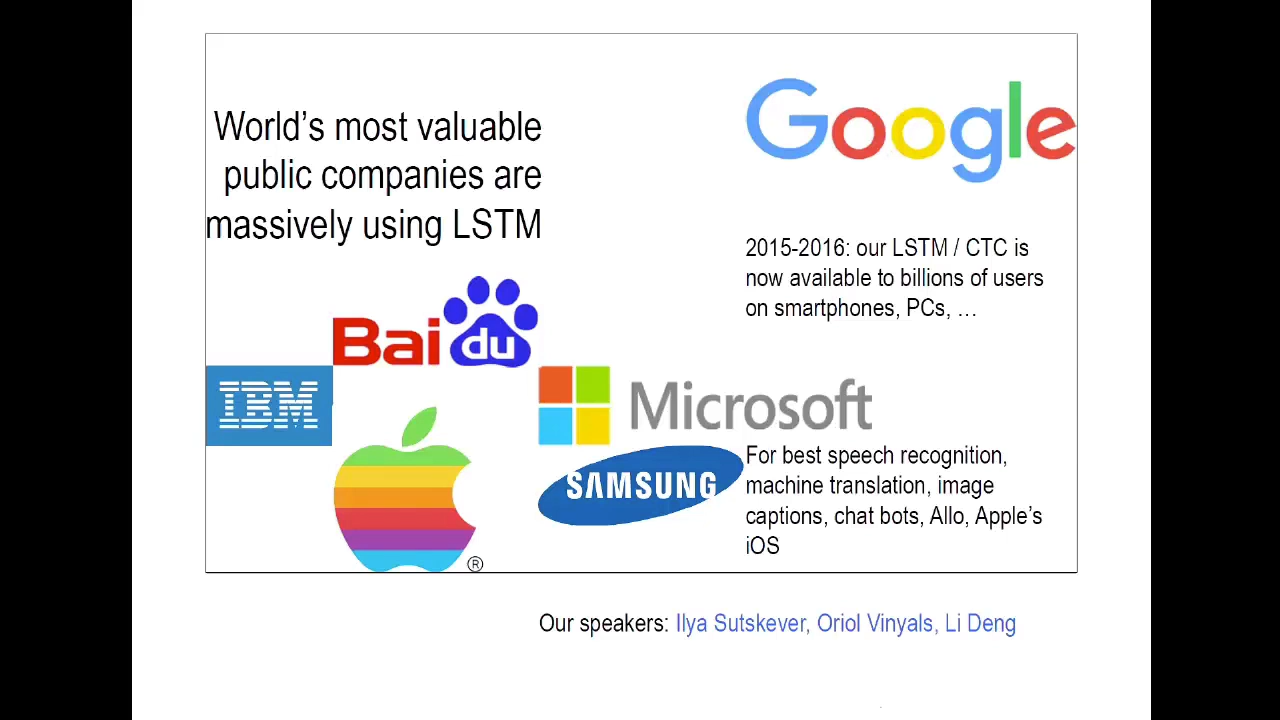 World's most valuable
public companies are
massively using LSTM
Google
2015-2016: our LSTM / CTC is
now available to billions of users
on smartphones, PCs, …
Baidu
IBM
Microsoft
SAMSUNG
®
For best speech recognition,
machine translation, image
captions, chat bots, Allo, Apple's
iOS
Our speakers: Ilya Sutskever, Oriol Vinyals, Li Deng